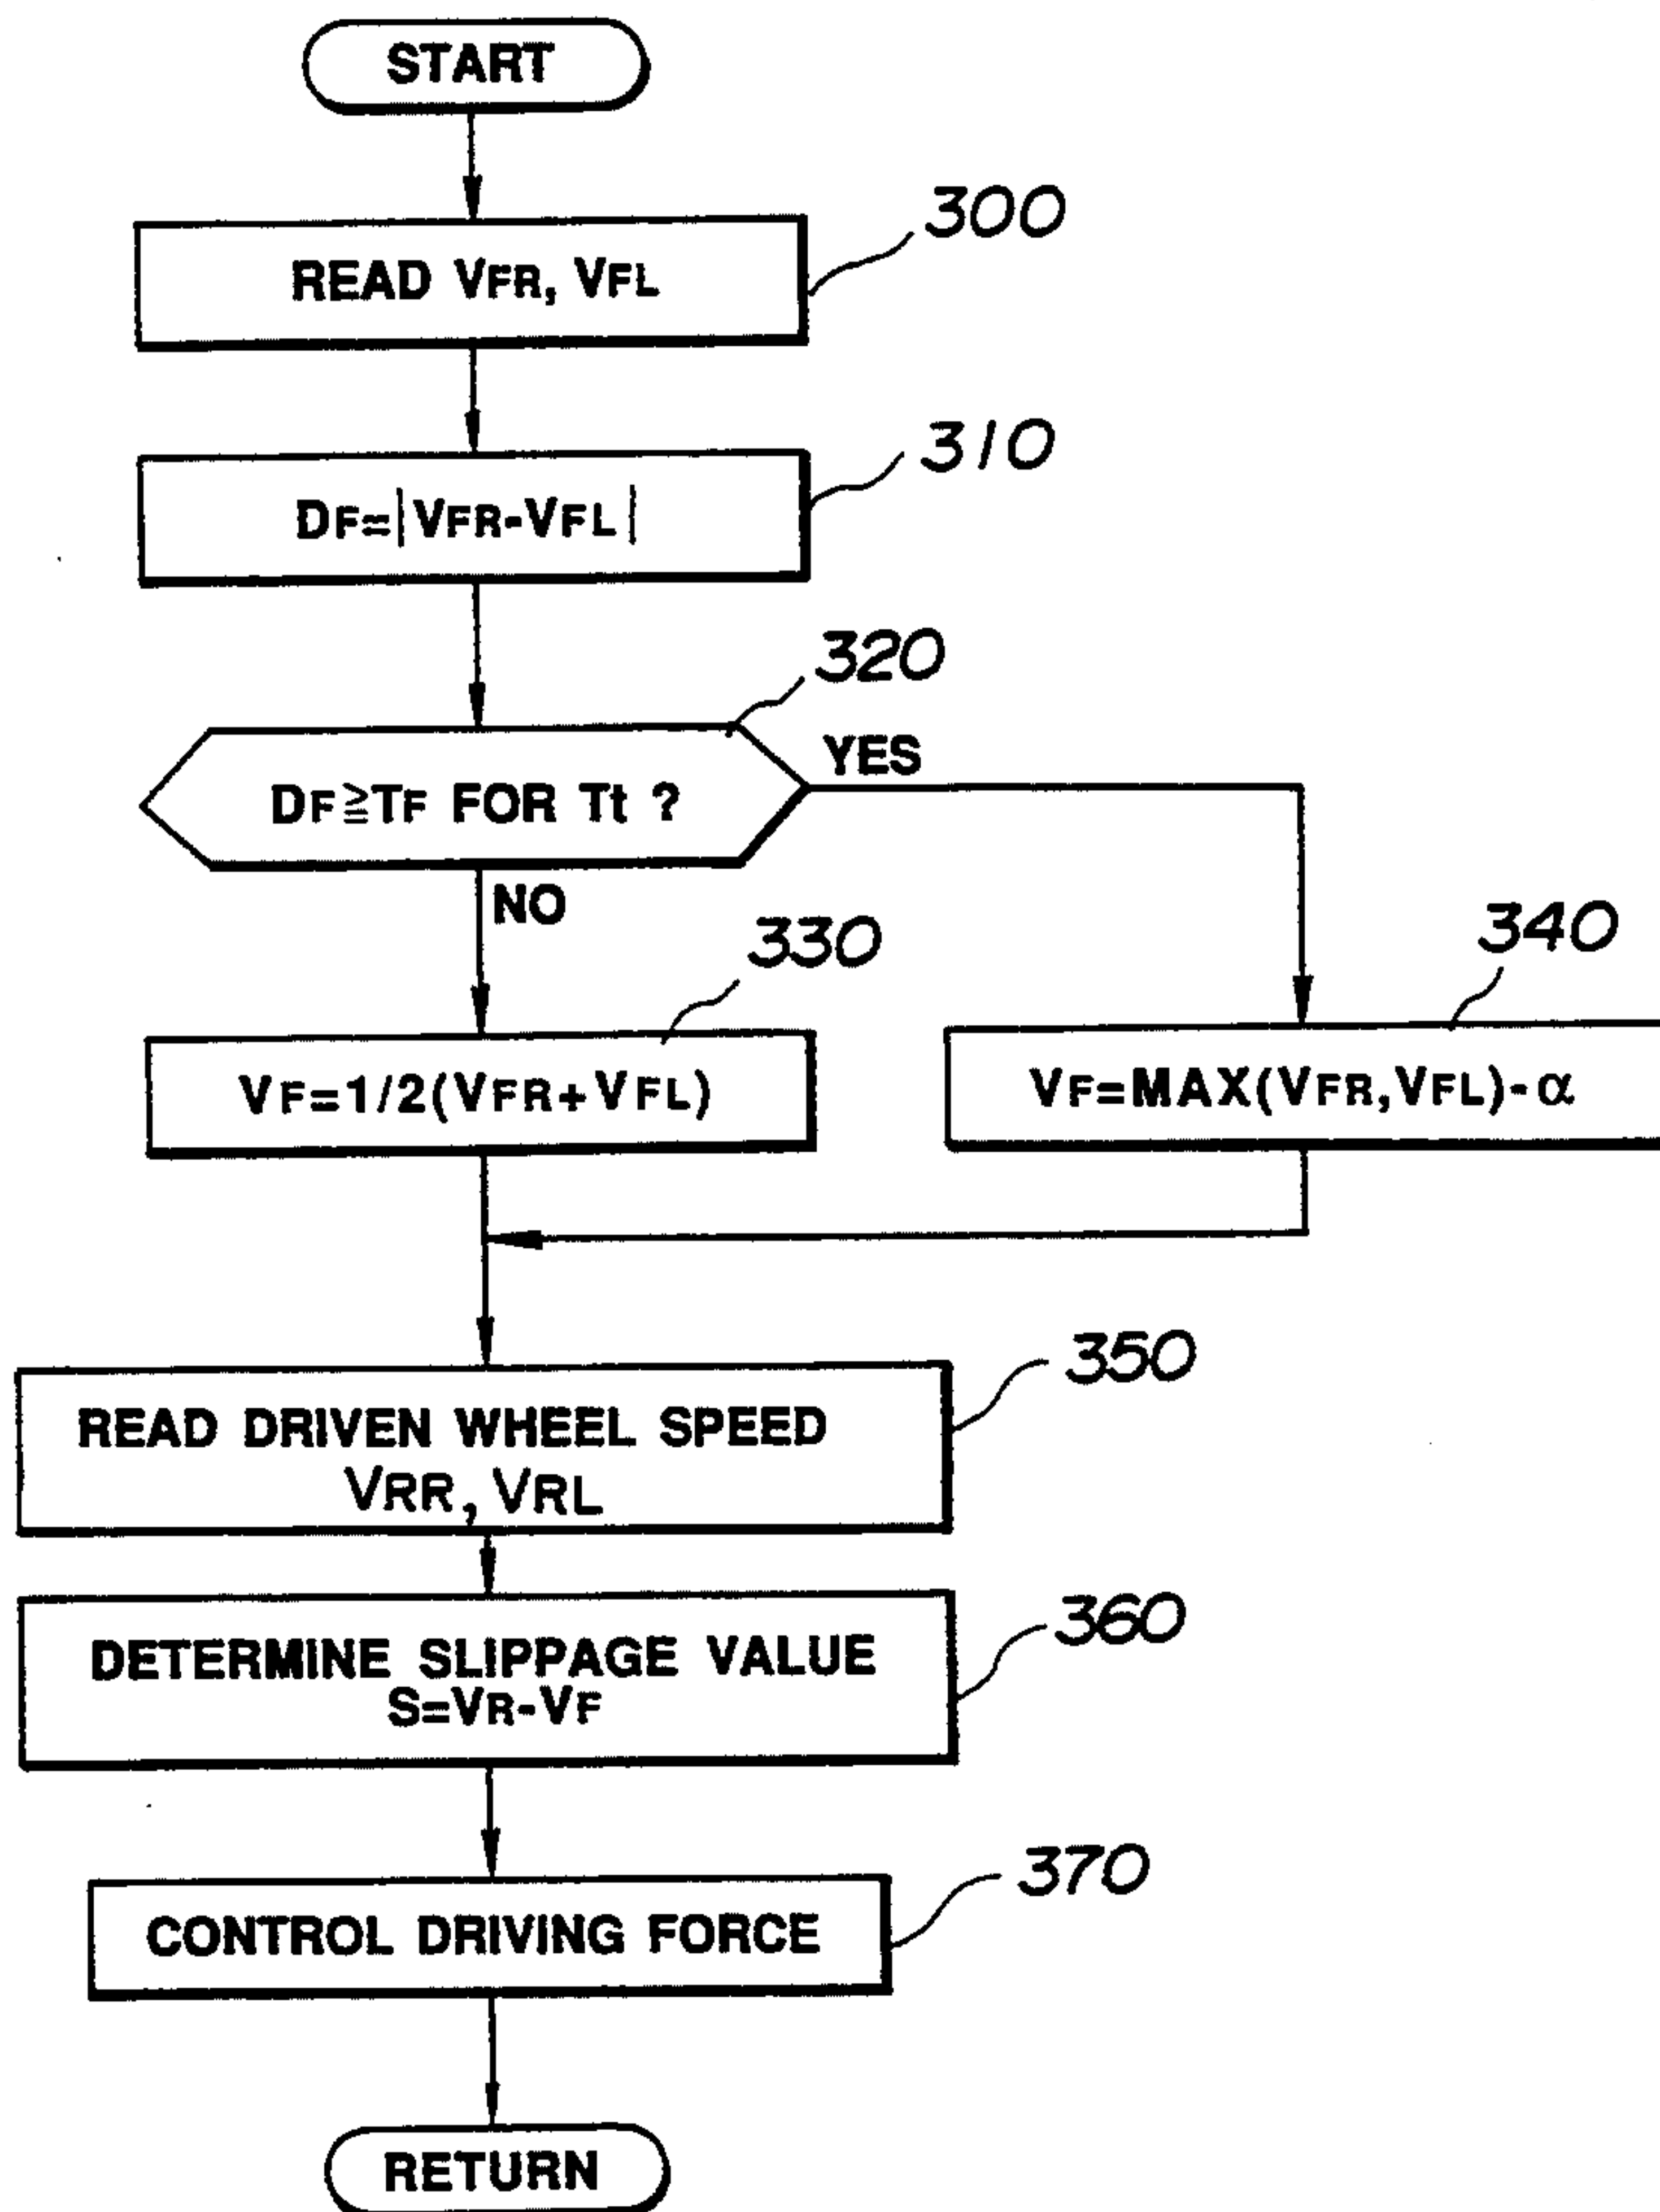 START
300
READ VFR, VFL
310
DF=|VFR-VFL|
320
DF≧TF FOR Tt ?
YES
NO
330
340
VF=1/2(VFR+VFL)
VF=MAX(VFR,VFL)-α
350
READ DRIVEN WHEEL SPEED
VRR, VRL
360
DETERMINE SLIPPAGE VALUE
S=VR-VF
370
CONTROL DRIVING FORCE
RETURN